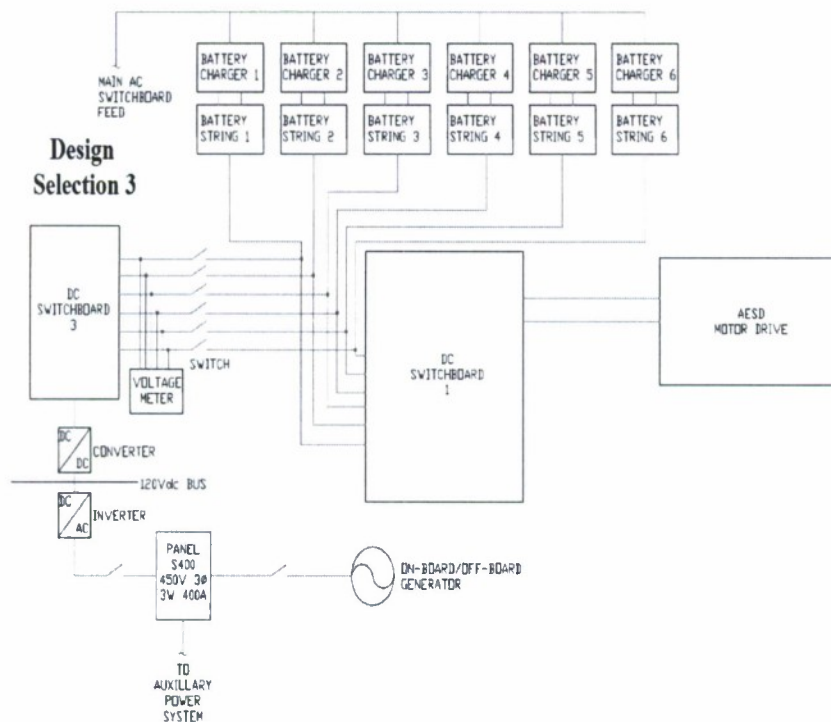 BATTERY
CHARGER 1
BATTERY
CHARGER 2
BATTERY
CHARGER 3
BATTERY
CHARGER 4
BATTERY
CHARGER 5
BATTERY
CHARGER 6
MAIN AC
SWITCHBOARD
FEED
BATTERY
STRING 1
BATTERY
STRING 2
BATTERY
STRING 3
BATTERY
STRING 4
BATTERY
STRING 5
BATTERY
STRING 6
Design
Selection 3
DC
SWITCHBOARD
3
SWITCH
VOLTAGE
METER
DC
SWITCHBOARD
1
AESD
MOTOR DRIVE
DC
DC
CONVERTER
120Vdc BUS
DC
AC
INVERTER
PANEL
S400
450V 3Ø
3W 400A
ON-BOARD/OFF-BOARD
GENERATOR
TO
AUXILLARY
POWER
SYSTEM